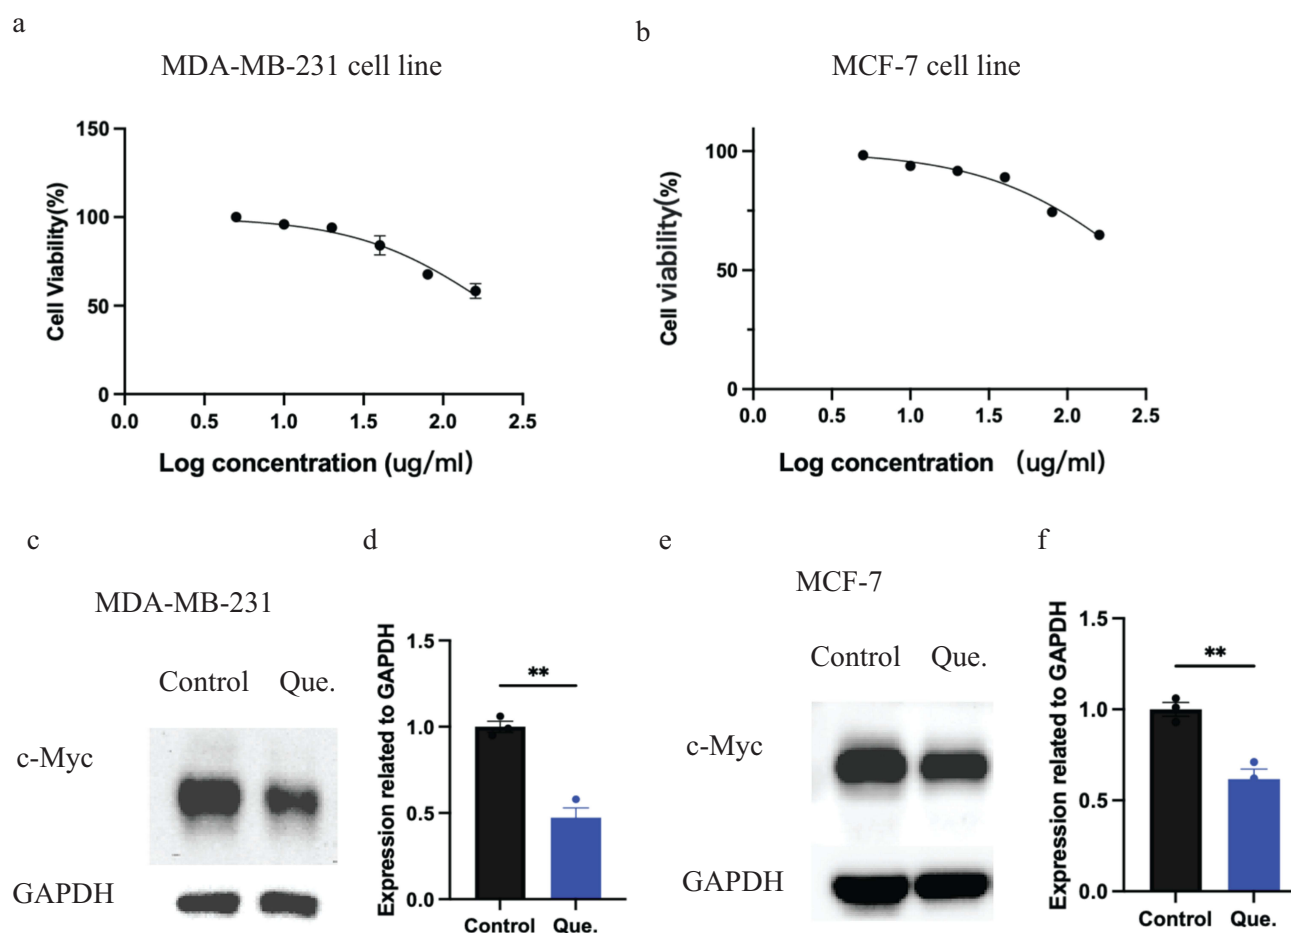 a
MDA-MB-231 cell line
150
100
50
0
0.0 0.5 1.0 1.5 2.0 2.5
Cell Viability(%)
Log concentration (ug/ml)
b
MCF-7 cell line
100
50
0
0.0 0.5 1.0 1.5 2.0 2.5
Cell viability(%)
Log concentration (ug/ml)
c
MDA-MB-231
Control Que.
c-Myc
GAPDH
d
Expression related to GAPDH
1.5
1.0
0.5
0.0
**
Control Que.
e
MCF-7
Control Que.
c-Myc
GAPDH
f
Expression related to GAPDH
1.5
1.0
0.5
0.0
**
Control Que.